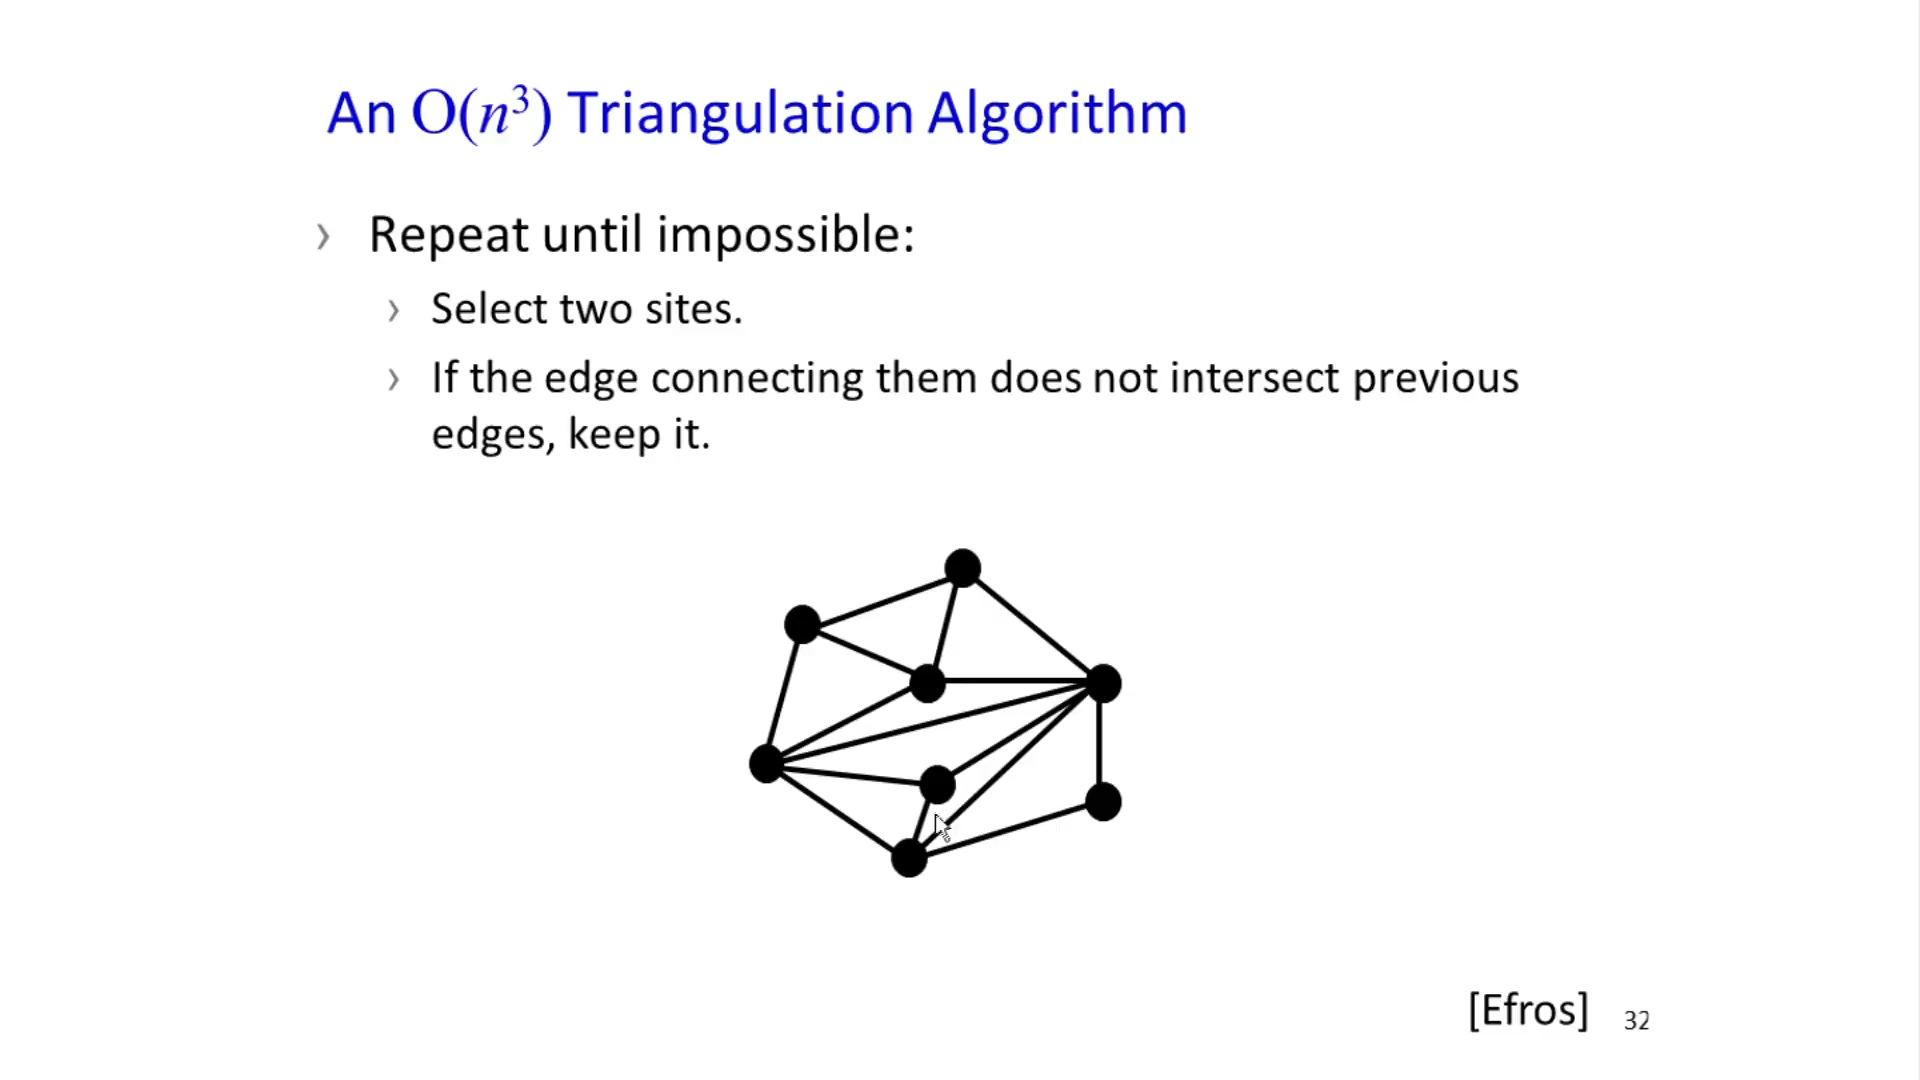 An O(n³) Triangulation Algorithm
› Repeat until impossible:
› Select two sites.
› If the edge connecting them does not intersect previous
edges, keep it.
[Efros]
32